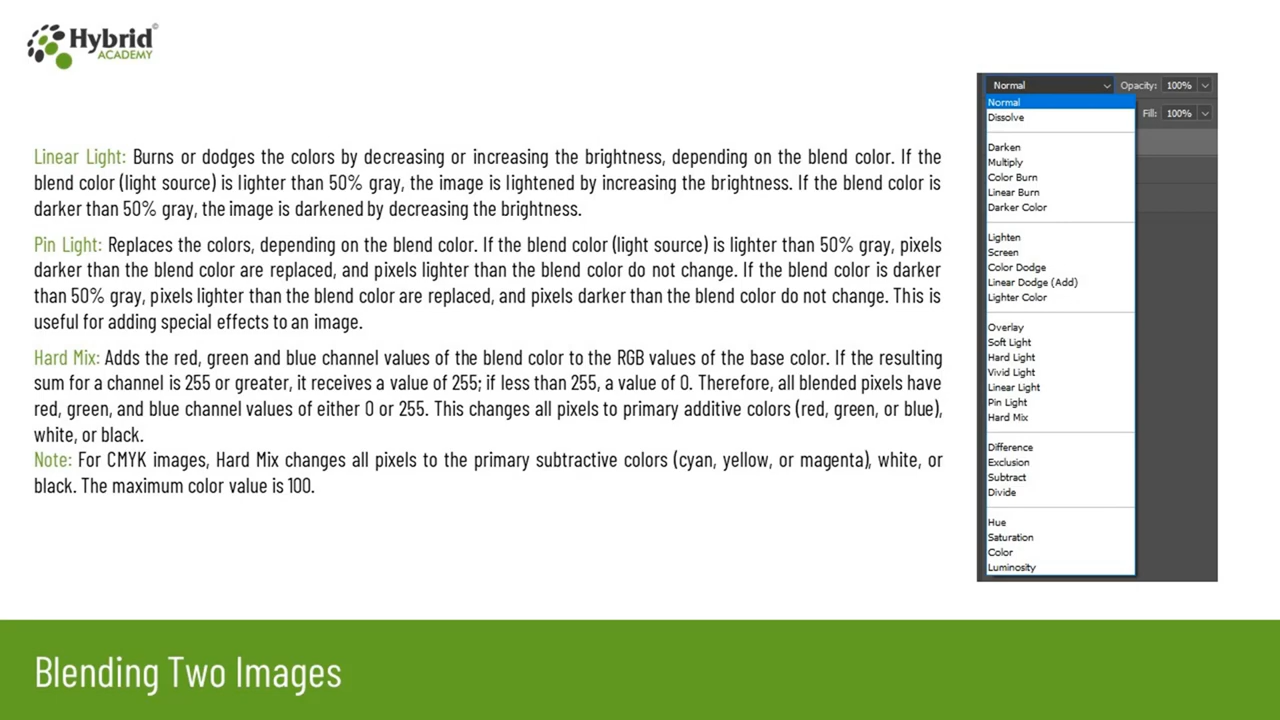 Hybrid
ACADEMY
Linear Light: Burns or dodges the colors by decreasing or increasing the brightness, depending on the blend color. If the
blend color (light source) is lighter than 50% gray, the image is lightened by increasing the brightness. If the blend color is
darker than 50% gray, the image is darkened by decreasing the brightness.
Pin Light: Replaces the colors, depending on the blend color. If the blend color (light source) is lighter than 50% gray, pixels
darker than the blend color are replaced, and pixels lighter than the blend color do not change. If the blend color is darker
than 50% gray, pixels lighter than the blend color are replaced, and pixels darker than the blend color do not change. This is
useful for adding special effects to an image.
Hard Mix: Adds the red, green and blue channel values of the blend color to the RGB values of the base color. If the resulting
sum for a channel is 255 or greater, it receives a value of 255; if less than 255, a value of 0. Therefore, all blended pixels have
red, green, and blue channel values of either 0 or 255. This changes all pixels to primary additive colors (red, green, or blue),
white, or black.
Note: For CMYK images, Hard Mix changes all pixels to the primary subtractive colors (cyan, yellow, or magenta), white, or
black. The maximum color value is 100.
Normal Opacity: 100%
Normal
Fill: 100%
Dissolve
Darken
Multiply
Color Burn
Linear Burn
Darker Color
Lighten
Screen
Color Dodge
Linear Dodge (Add)
Lighter Color
Overlay
Soft Light
Hard Light
Vivid Light
Linear Light
Pin Light
Hard Mix
Difference
Exclusion
Subtract
Divide
Hue
Saturation
Color
Luminosity
Blending Two Images